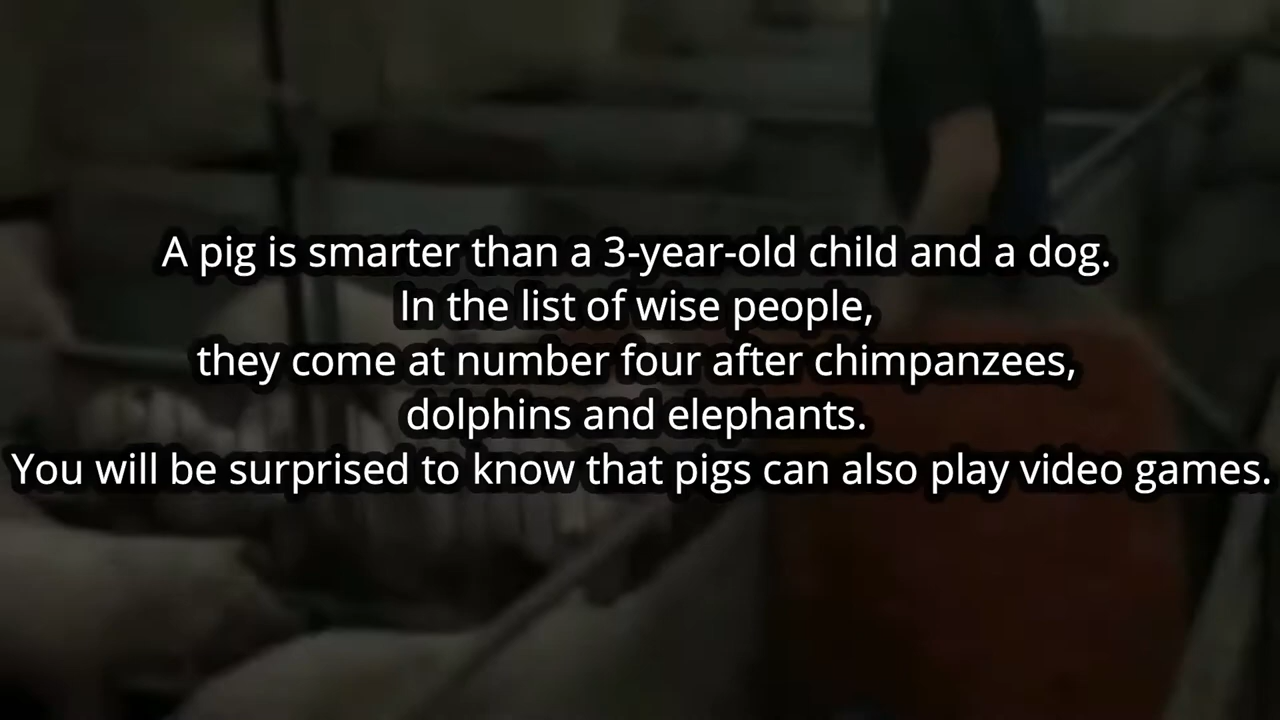 A pig is smarter than a 3-year-old child and a dog.
In the list of wise people,
they come at number four after chimpanzees,
dolphins and elephants.
You will be surprised to know that pigs can also play video games.